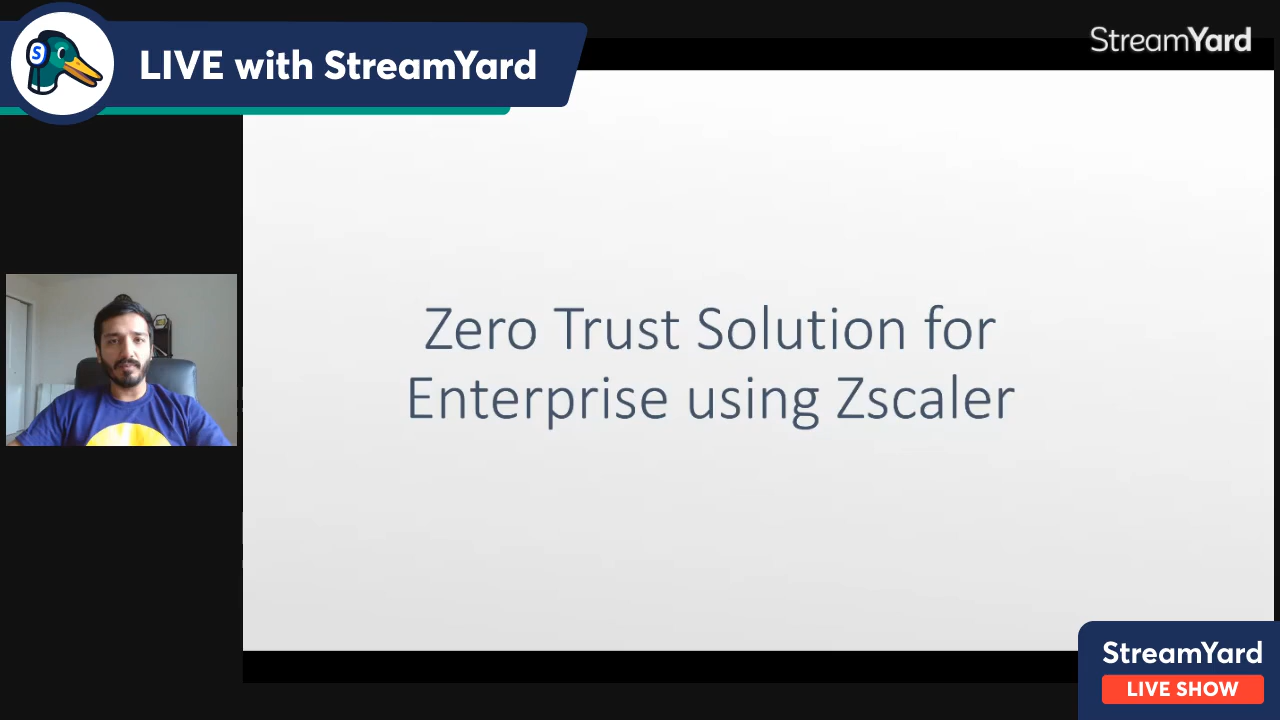 S
LIVE with StreamYard
StreamYard
Zero Trust Solution for
Enterprise using Zscaler
StreamYard
LIVE SHOW